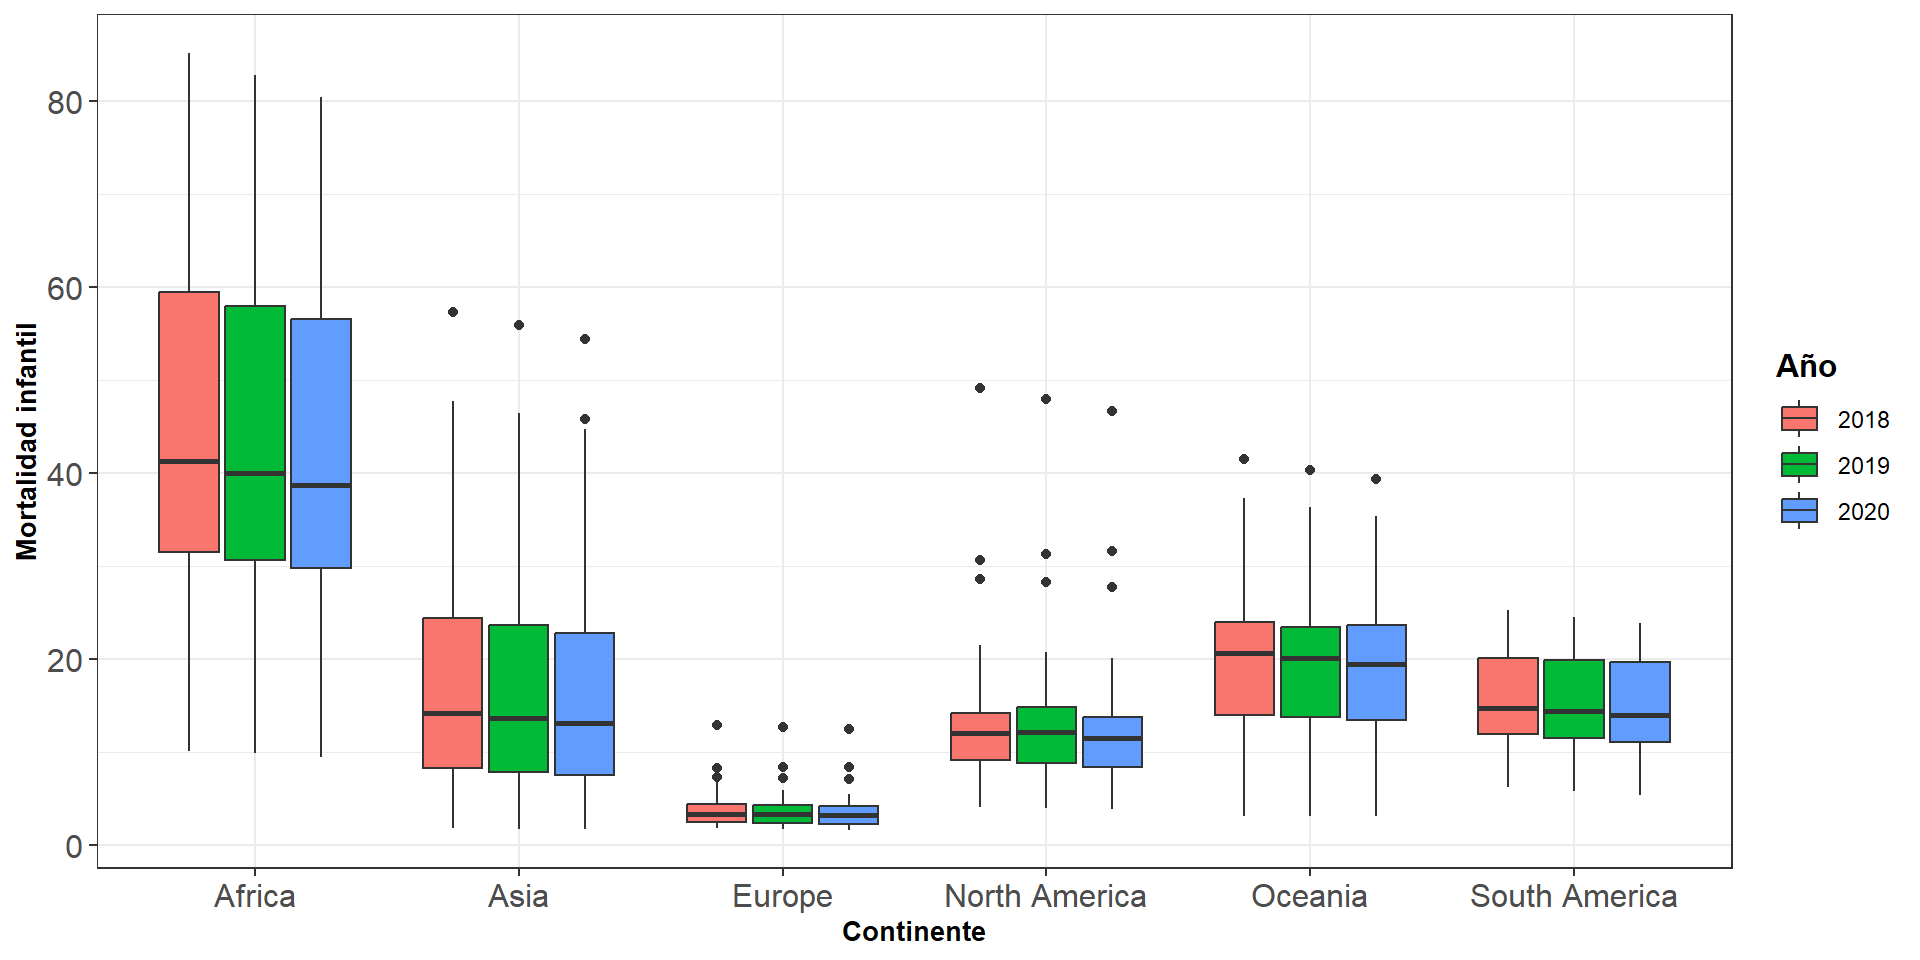 Mortalidad infantil
80
60
40
20
0
Africa
Asia
Europe
North America
Oceania
South America
Continente
Año
2018
2019
2020